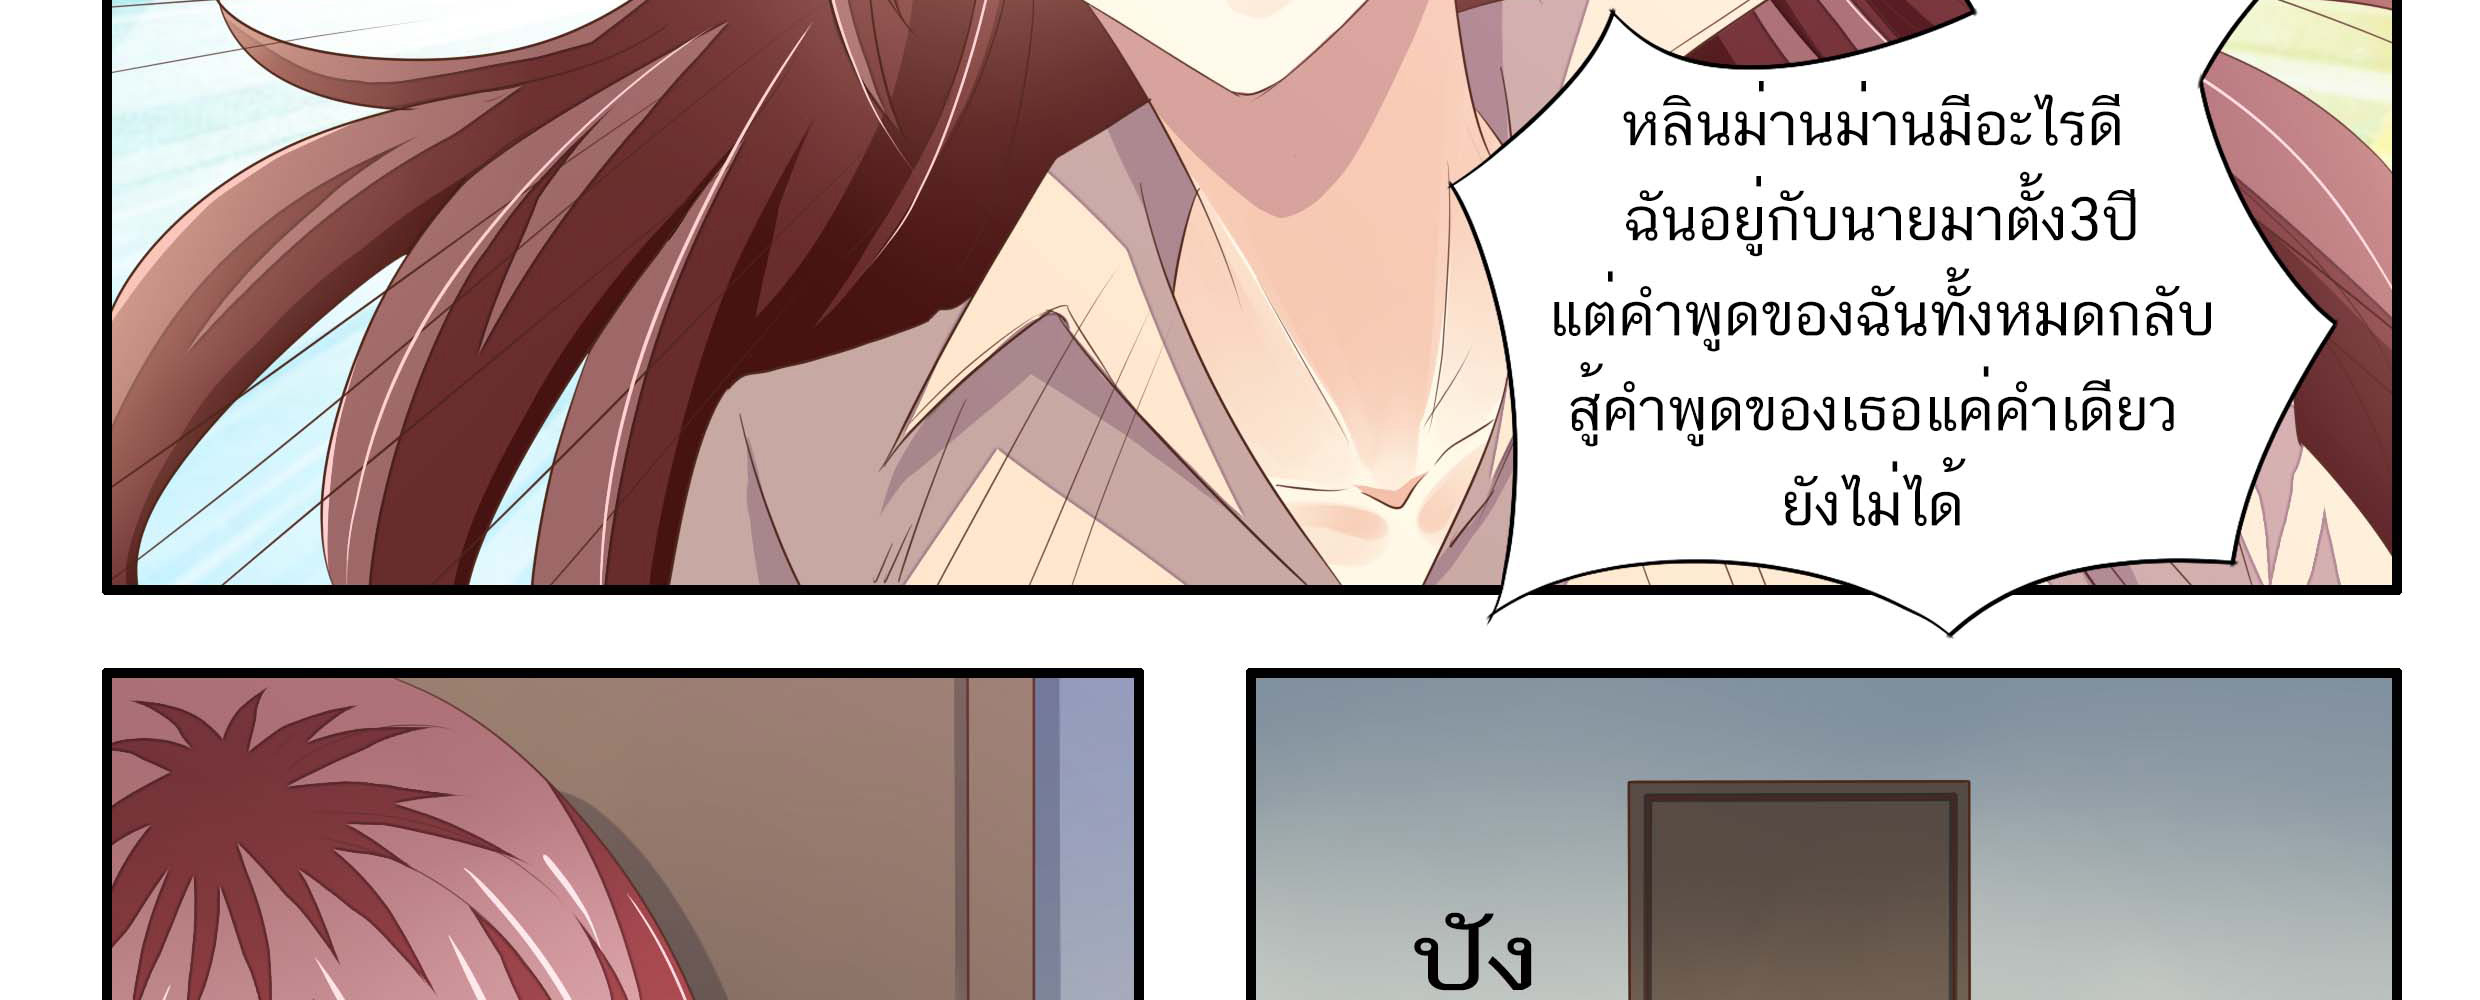 หลินม่านม่านมีอะไรดี
ฉันอยู่กับนายมาตั้ง3ปี
แต่คำพูดของฉันทั้งหมดกลับ
สู้คำพูดของเธอแค่คำเดียว
ยังไม่ได้
ปัง